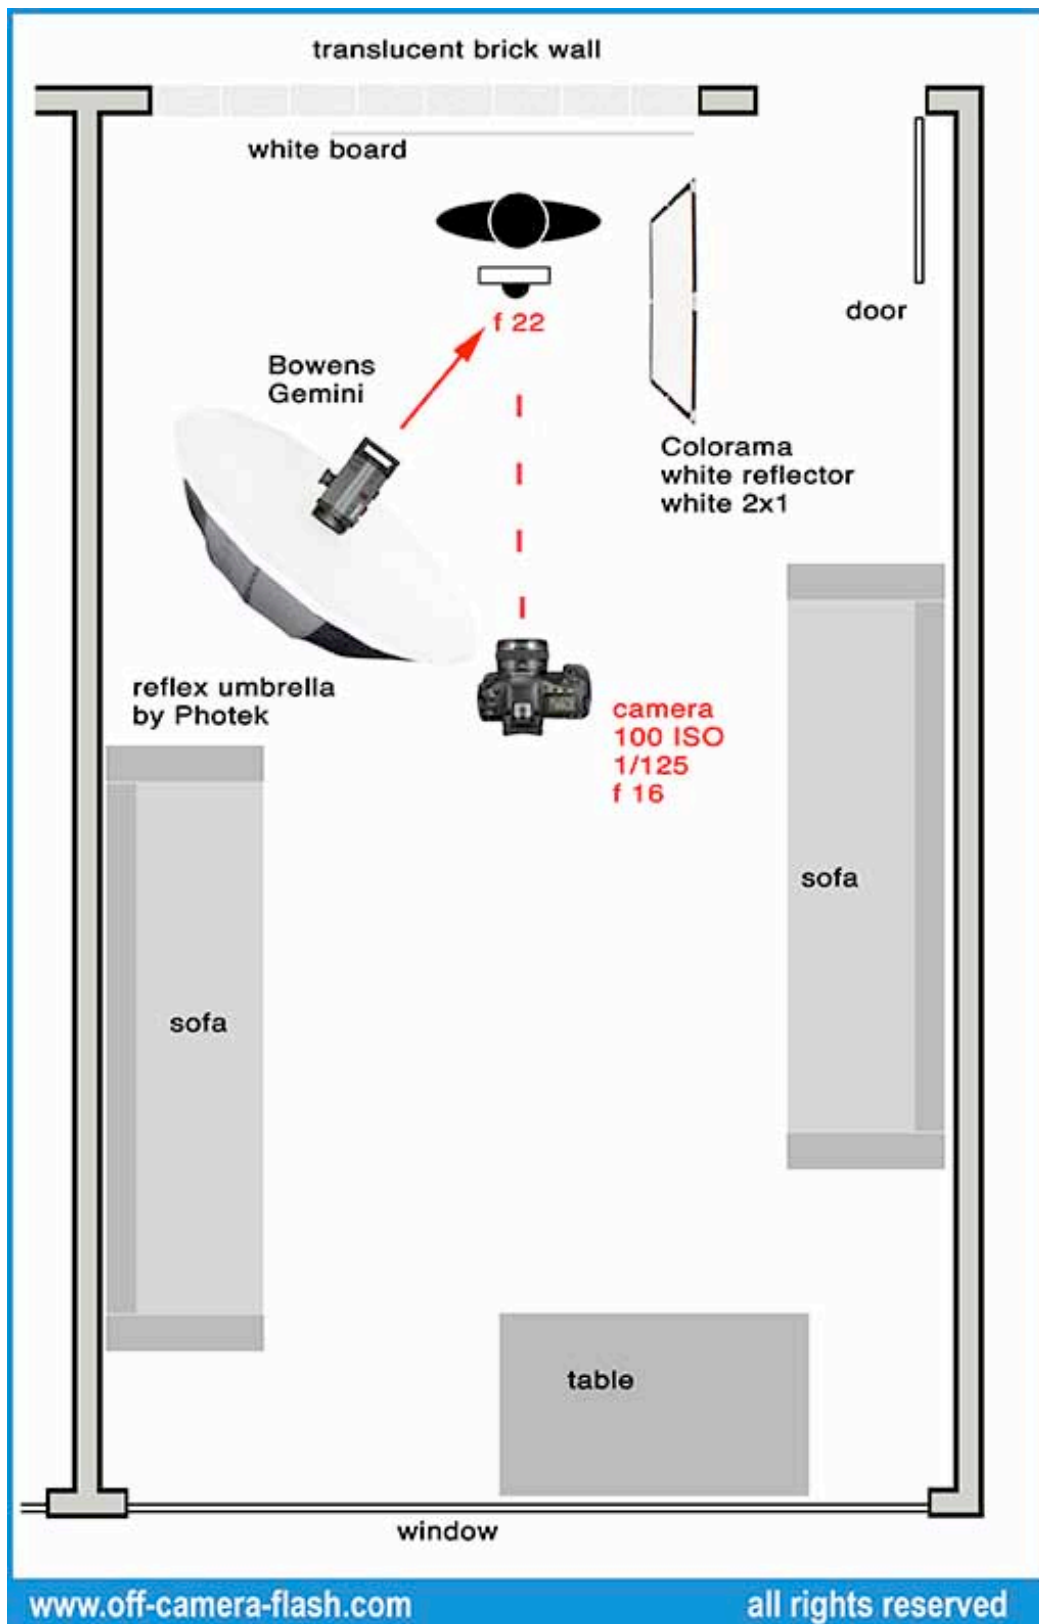 translucent brick wall
white board
door
f 22
Bowens
Gemini
Colorama
white reflector
white 2x1
reflex umbrella
by Photek
camera
100 ISO
1/125
f 16
sofa
sofa
table
window
www.off-camera-flash.com
all rights reserved